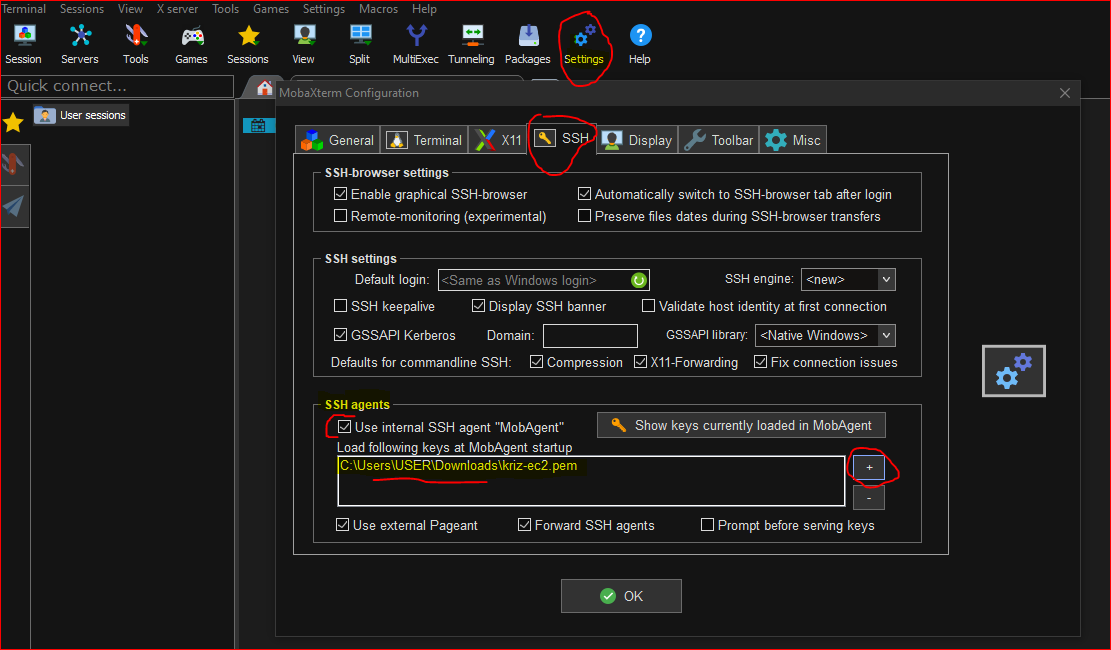 Terminal Sessions View X server Tools Games Settings Macros Help
Session Servers Tools Games Sessions View Split MultiExec Tunneling Packages Settings Help
Quick connect...
MobaXterm Configuration
User sessions
General Terminal X11 SSH Display Toolbar Misc
SSH-browser settings
Enable graphical SSH-browser Automatically switch to SSH-browser tab after login
Remote-monitoring (experimental) Preserve files dates during SSH-browser transfers
SSH settings
Default login: <Same as Windows login> SSH engine: <new>
SSH keepalive Display SSH banner Validate host identity at first connection
GSSAPI Kerberos Domain: GSSAPI library: <Native Windows>
Defaults for commandline SSH: Compression X11-Forwarding Fix connection issues
SSH agents
Use internal SSH agent "MobAgent" Show keys currently loaded in MobAgent
Load following keys at MobAgent startup
C:\Users\USER\Downloads\kriz-ec2.pem +
-
Use external Pageant Forward SSH agents Prompt before serving keys
OK